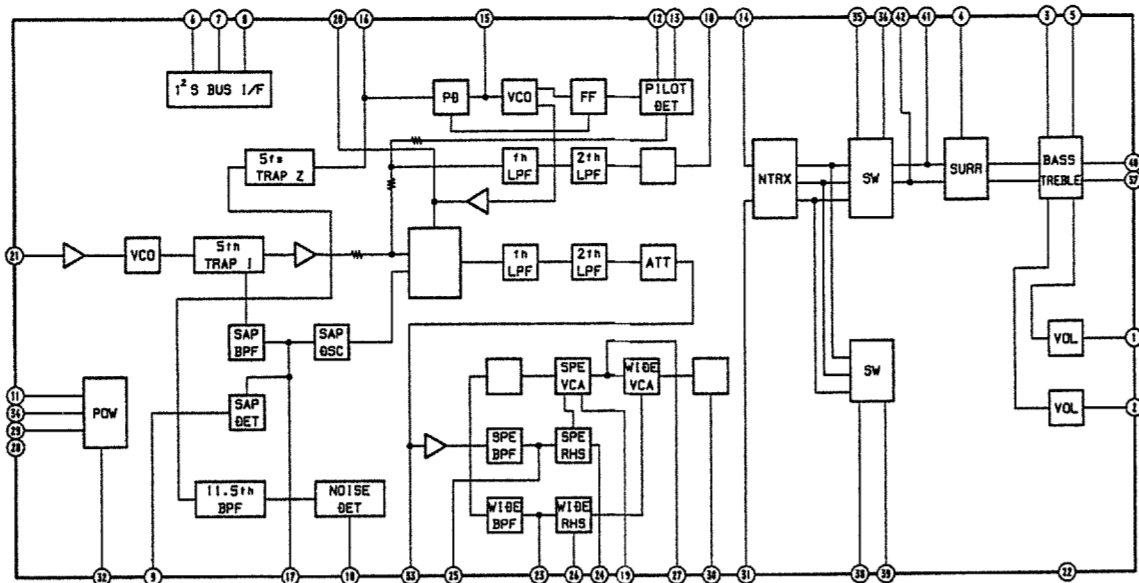 6 7 8 20 16 15 12 13 10 14 35 36 42 41 4 3 5
I²S BUS I/F
PD VCO FF PILOT
DET
5fs
TRAP 2
fh
LPF
2fh
LPF
NTRX SW SURR BASS
TREBLE
40
37
21
VCO
5fh
TRAP 1
fh
LPF
2fh
LPF
ATT
SAP
BPF
SAP
OSC
VOL 1
SPE
VCA
WIDE
VCA
SW
11
34
29
28
POW
SAP
DET
VOL 2
SPE
BPF
SPE
RMS
11.5fh
BPF
NOISE
DET
WIDE
BPF
WIDE
RMS
32 9 17 18 33 25 23 26 24 19 27 30 31 38 39 22